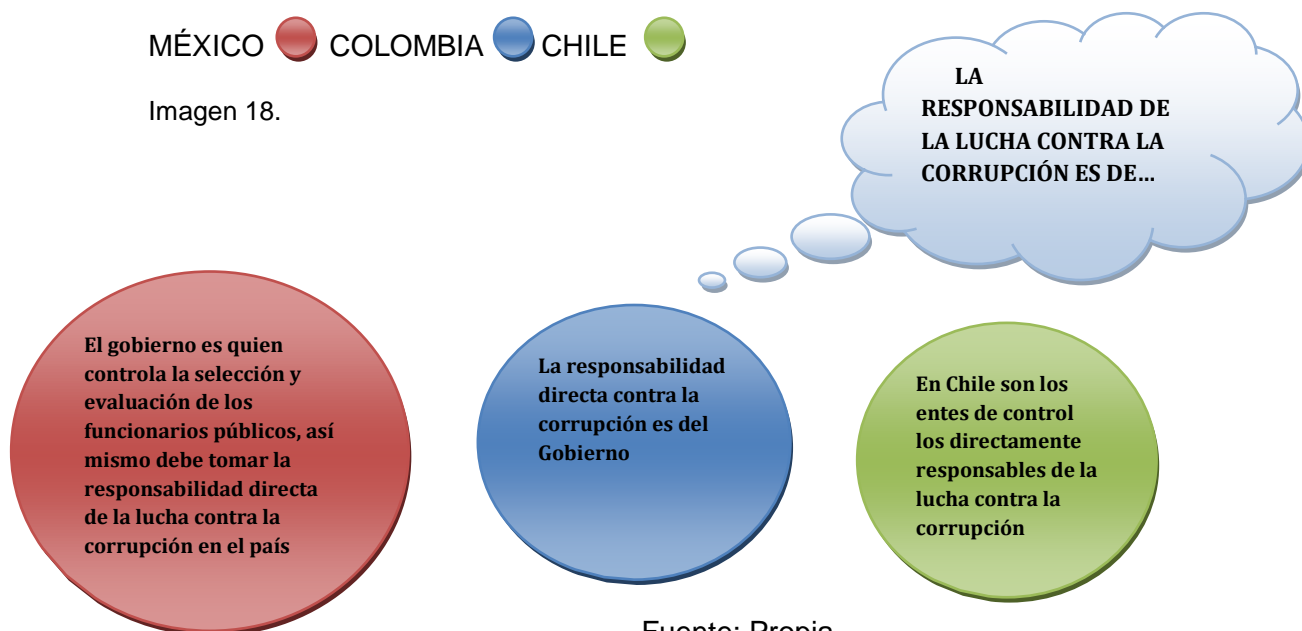 MÉXICO COLOMBIA CHILE
Imagen 18.
LA
RESPONSABILIDAD DE
LA LUCHA CONTRA LA
CORRUPCIÓN ES DE...
El gobierno es quien
controla la selección y
evaluación de los
funcionarios públicos, así
mismo debe tomar la
responsabilidad directa
de la lucha contra la
corrupción en el país
La responsabilidad
directa contra la
corrupción es del
Gobierno
En Chile son los
entes de control
los directamente
responsables de la
lucha contra la
corrupción
Fuente: Propia